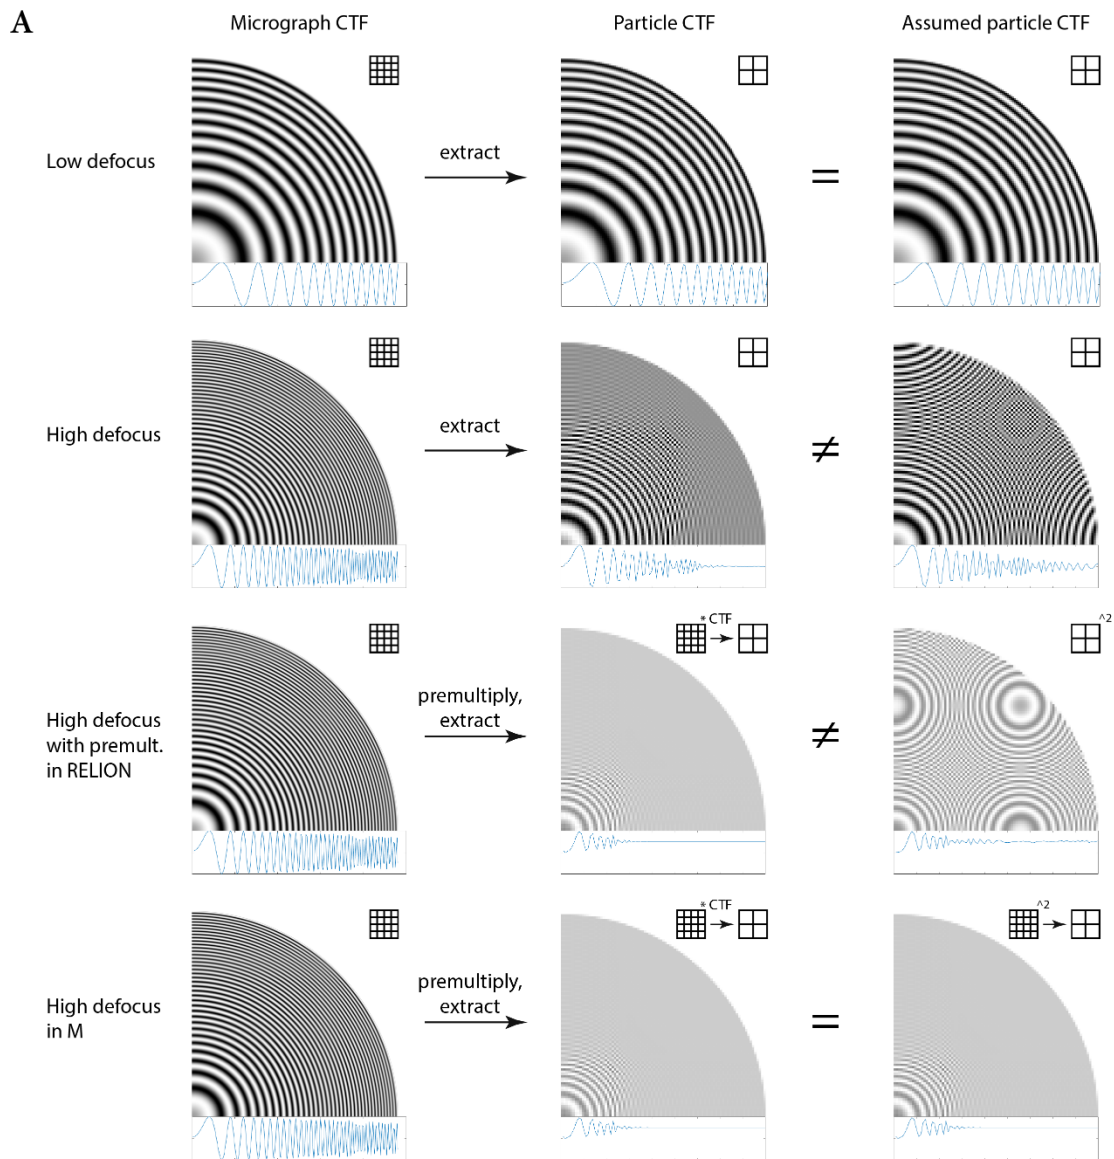 A
Micrograph CTF
Particle CTF
Assumed particle CTF
Low defocus
extract
=
High defocus
extract
≠
High defocus
with premult.
in RELION
premultiply,
extract
* CTF
≠
^2
High defocus
in M
premultiply,
extract
* CTF
=
^2